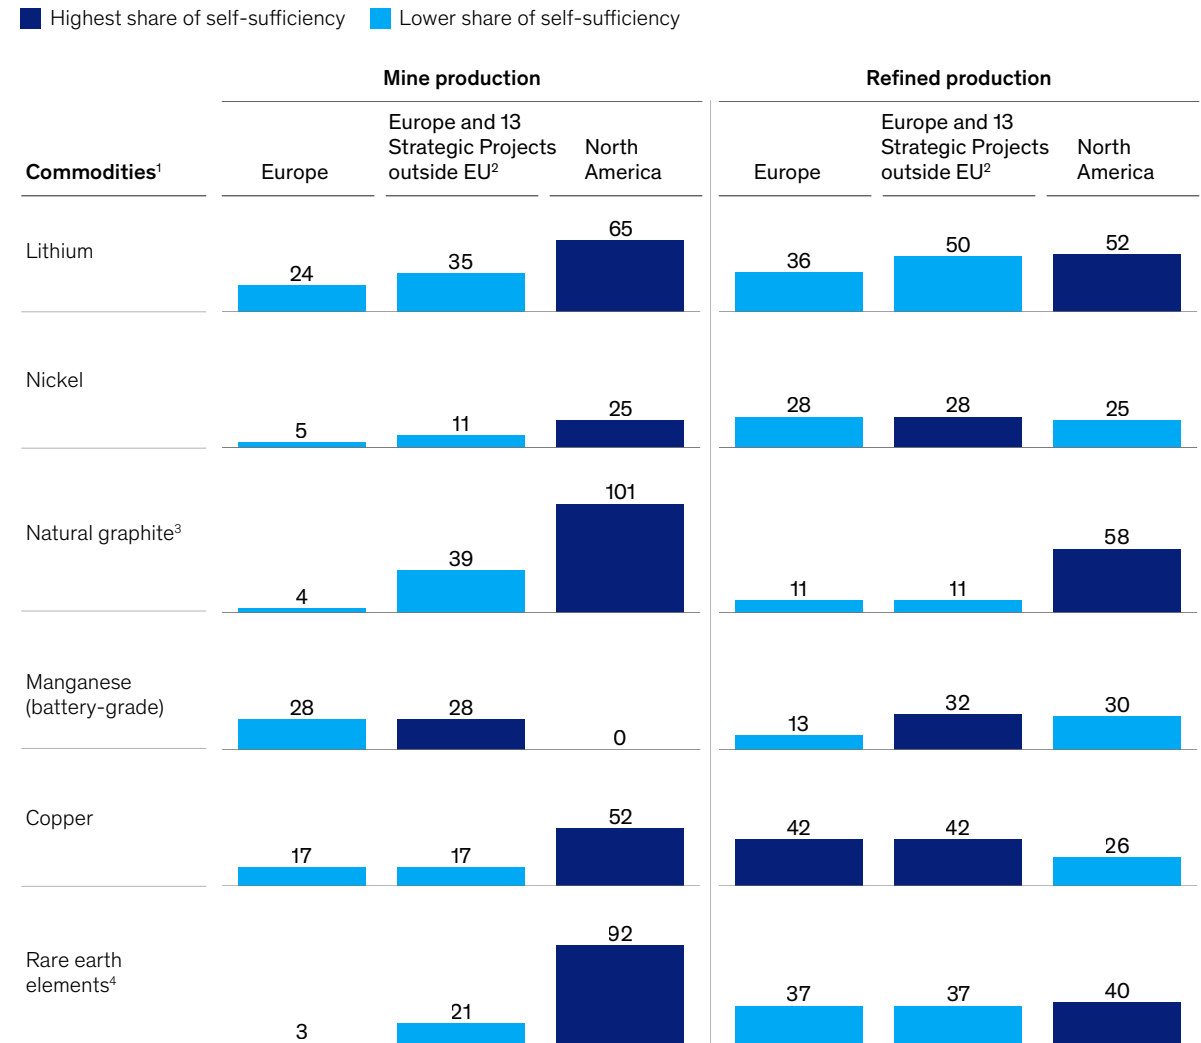 Highest share of self-sufficiency Lower share of self-sufficiency
Mine production Refined production
Commodities¹ Europe Europe and 13 Strategic Projects outside EU² North America Europe Europe and 13 Strategic Projects outside EU² North America
Lithium 24 35 65 36 50 52
Nickel 5 11 25 28 28 25
Natural graphite³ 4 39 101 11 11 58
Manganese
(battery-grade) 28 28 0 13 32 30
Copper 17 17 52 42 42 26
Rare earth
elements⁴ 3 21 92 37 37 40